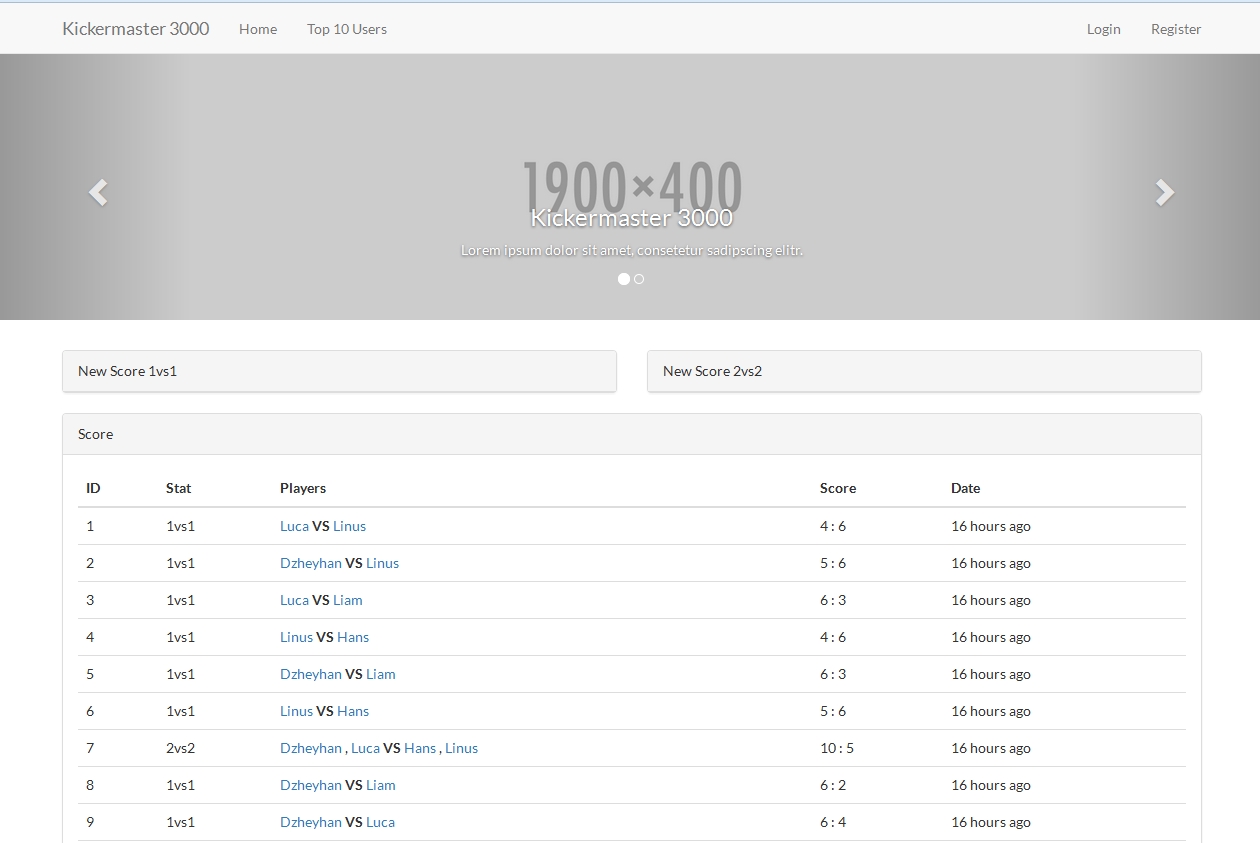 Kickermaster 3000 Home Top 10 Users Login Register
1900×400
Kickermaster 3000
Lorem ipsum dolor sit amet, consetetur sadipscing elitr.
New Score 1vs1 New Score 2vs2
Score
ID Stat Players Score Date
1 1vs1 Luca VS Linus 4 : 6 16 hours ago
2 1vs1 Dzheyhan VS Linus 5 : 6 16 hours ago
3 1vs1 Luca VS Liam 6 : 3 16 hours ago
4 1vs1 Linus VS Hans 4 : 6 16 hours ago
5 1vs1 Dzheyhan VS Liam 6 : 3 16 hours ago
6 1vs1 Linus VS Hans 5 : 6 16 hours ago
7 2vs2 Dzheyhan , Luca VS Hans , Linus 10 : 5 16 hours ago
8 1vs1 Dzheyhan VS Liam 6 : 2 16 hours ago
9 1vs1 Dzheyhan VS Luca 6 : 4 16 hours ago